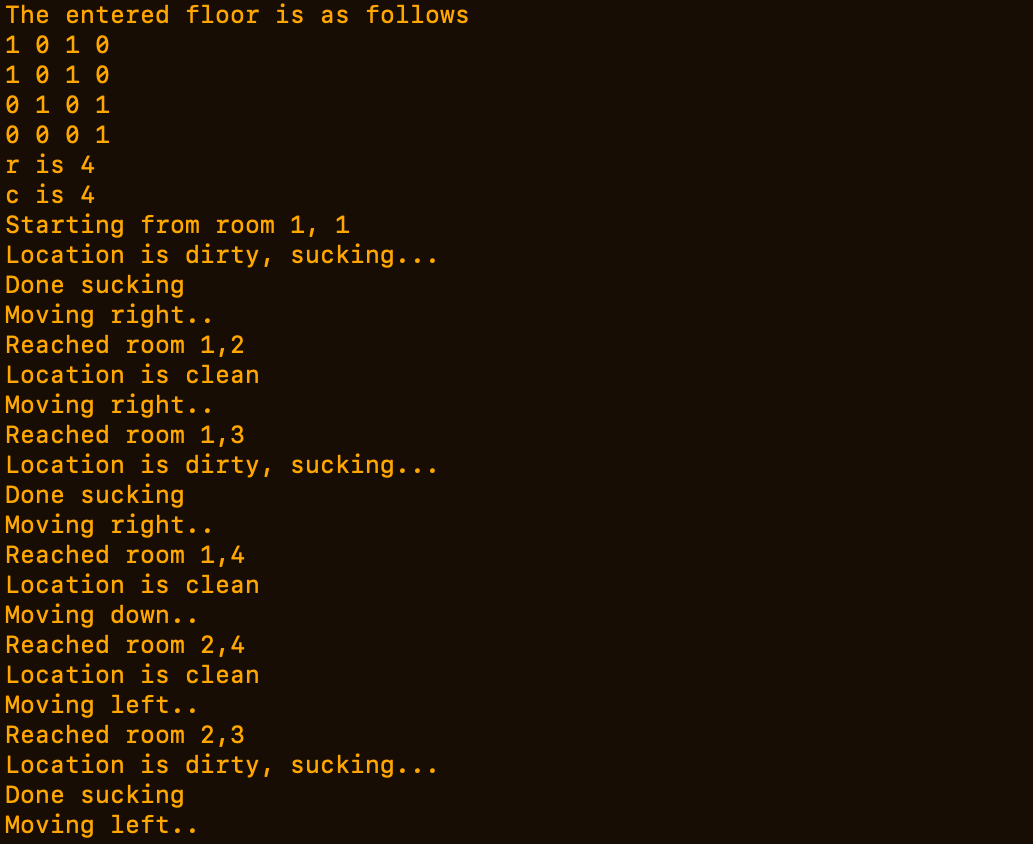 The entered floor is as follows
1 0 1 0
1 0 1 0
0 1 0 1
0 0 0 1
r is 4
c is 4
Starting from room 1, 1
Location is dirty, sucking...
Done sucking
Moving right..
Reached room 1,2
Location is clean
Moving right..
Reached room 1,3
Location is dirty, sucking...
Done sucking
Moving right..
Reached room 1,4
Location is clean
Moving down..
Reached room 2,4
Location is clean
Moving left..
Reached room 2,3
Location is dirty, sucking...
Done sucking
Moving left..